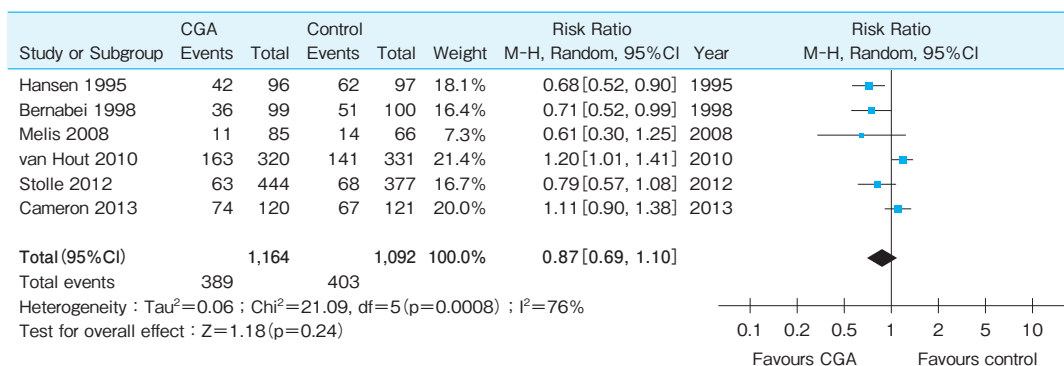 CGA Control Risk Ratio Risk Ratio
Study or Subgroup Events Total Events Total Weight M-H, Random, 95%CI Year M-H, Random, 95%CI
Hansen 1995 42 96 62 97 18.1% 0.68[0.52, 0.90] 1995
Bernabei 1998 36 99 51 100 16.4% 0.71[0.52, 0.99] 1998
Melis 2008 11 85 14 66 7.3% 0.61[0.30, 1.25] 2008
van Hout 2010 163 320 141 331 21.4% 1.20[1.01, 1.41] 2010
Stolle 2012 63 444 68 377 16.7% 0.79[0.57, 1.08] 2012
Cameron 2013 74 120 67 121 20.0% 1.11[0.90, 1.38] 2013
Total(95%CI) 1,164 1,092 100.0% 0.87[0.69, 1.10]
Total events 389 403
Heterogeneity：Tau²=0.06；Chi²=21.09, df=5(p=0.0008)；I²=76%
Test for overall effect：Z=1.18(p=0.24)
0.1 0.2 0.5 1 2 5 10
Favours CGA Favours control